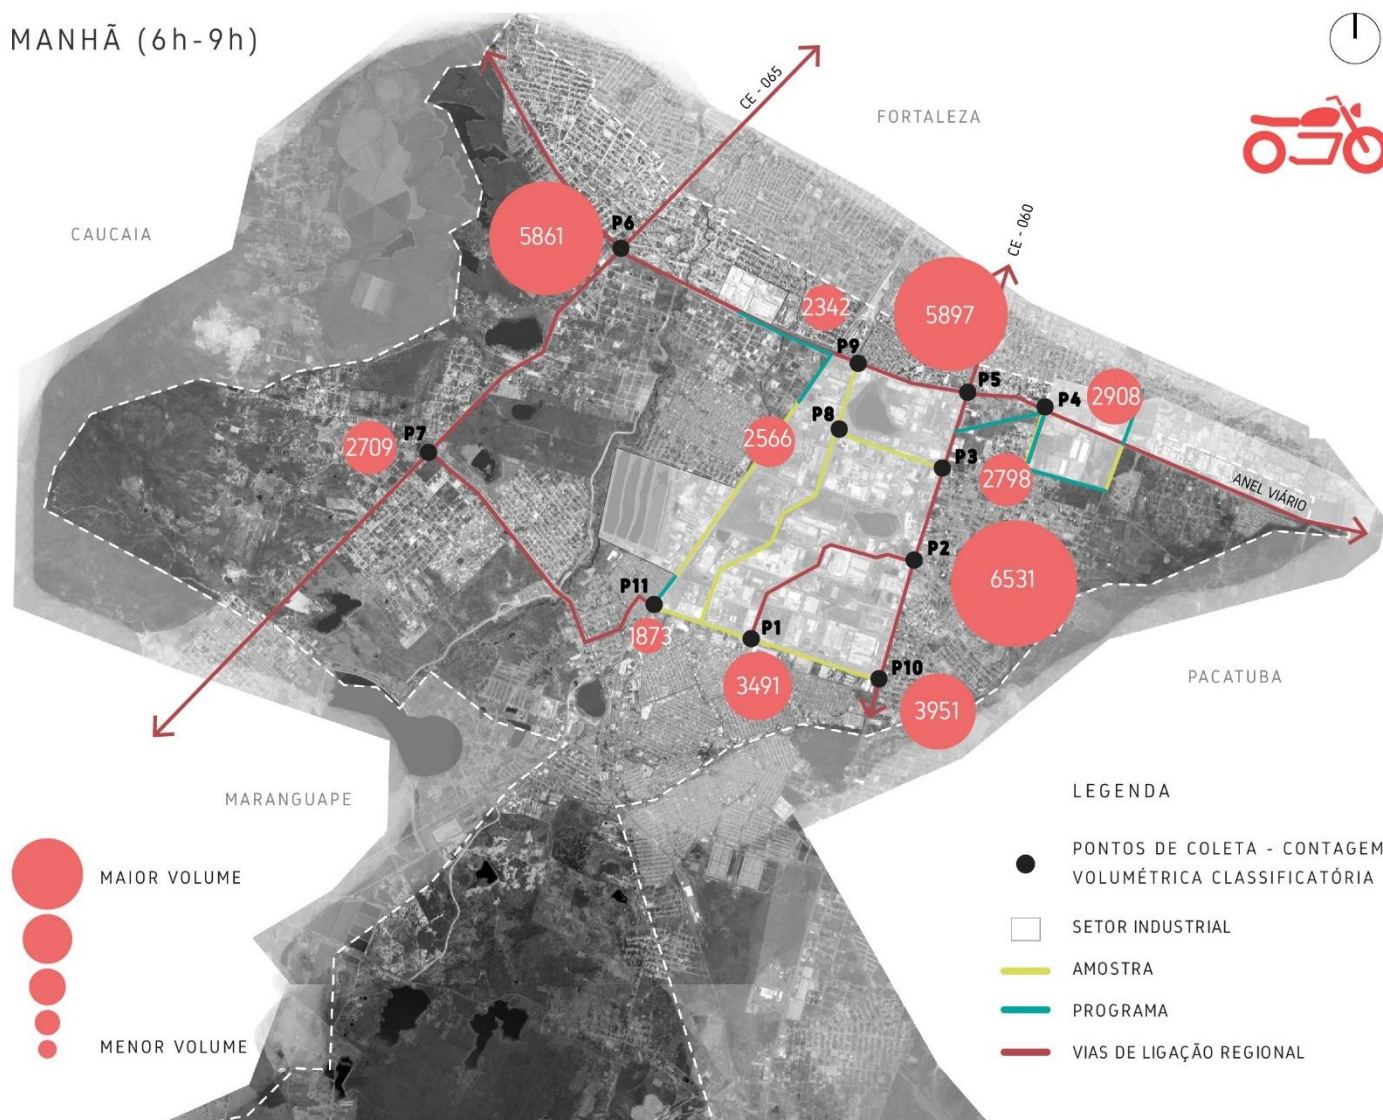 MANHÃ (6h-9h)
CE - 065
FORTALEZA
CAUCAIA
CE - 060
P6
5861
2342
5897
P9
P5
P4
2908
P8
2566
P7
2709
P3
2798
ANEL VIÁRIO
P2
6531
P11
1873
P1
3491
P10
3951
PACATUBA
MARANGUAPE
MAIOR VOLUME
MENOR VOLUME
LEGENDA
PONTOS DE COLETA - CONTAGEM
VOLUMÉTRICA CLASSIFICATÓRIA
SETOR INDUSTRIAL
AMOSTRA
PROGRAMA
VIAS DE LIGAÇÃO REGIONAL